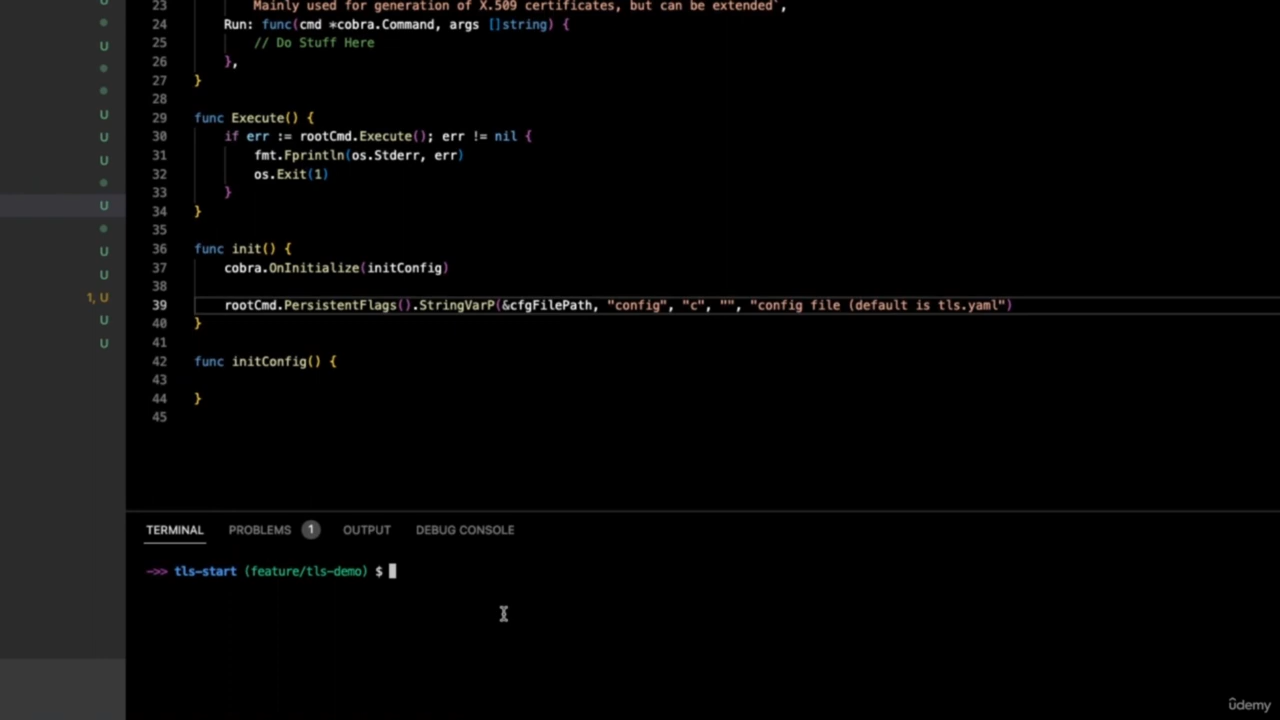 23 Mainly used for generation of X.509 certificates, but can be extended`,
24 Run: func(cmd *cobra.Command, args []string) {
25 // Do Stuff Here
26 },
27 }
28
29 func Execute() {
30 if err := rootCmd.Execute(); err != nil {
31 fmt.Fprintln(os.Stderr, err)
32 os.Exit(1)
33 }
34 }
35
36 func init() {
37 cobra.OnInitialize(initConfig)
38
39 rootCmd.PersistentFlags().StringVarP(&cfgFilePath, "config", "c", "", "config file (default is tls.yaml")
40 }
41
42 func initConfig() {
43
44 }
45
U
U
U
U
U
U
U
U
1, U
U
U
TERMINAL PROBLEMS 1 OUTPUT DEBUG CONSOLE
->> tls-start (feature/tls-demo) $
ûdemy